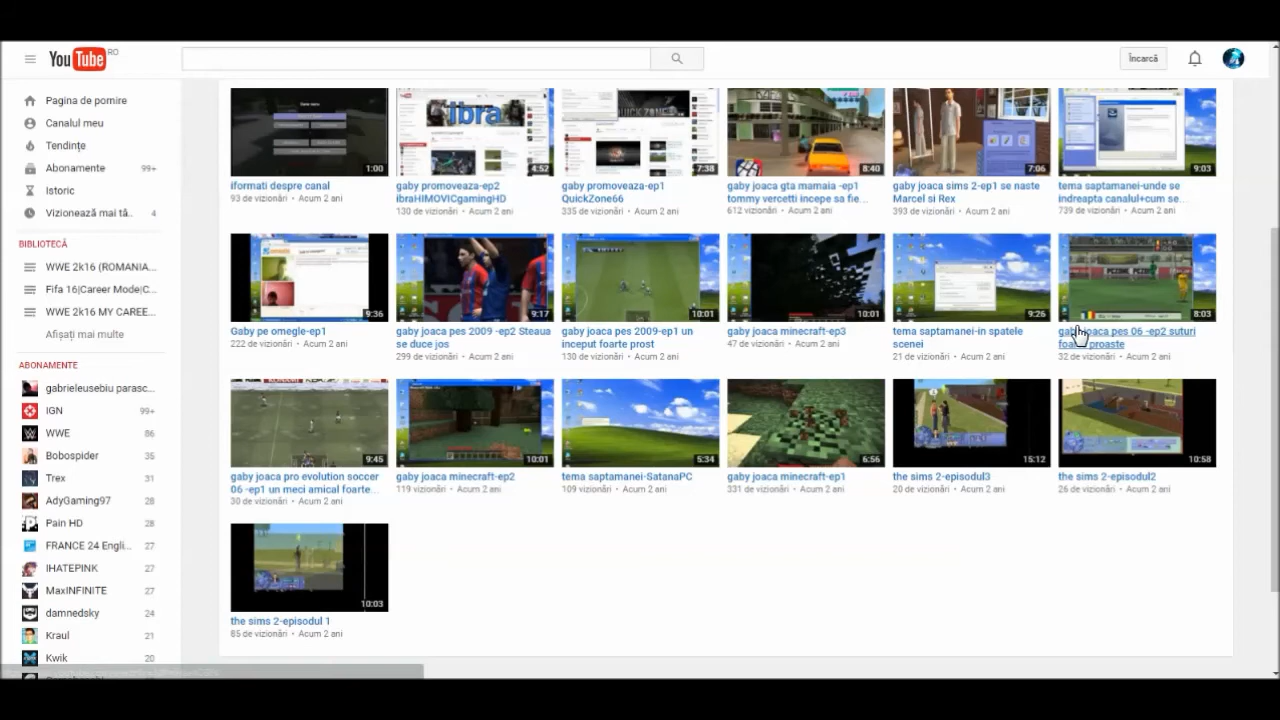 YouTube RO
Încarcă
Pagina de pornire
Canalul meu
Tendințe
Abonamente 99+
Istoric
Vizionează mai tâ.. 4
BIBLIOTECĂ
WWE 2k16 (ROMANIA...
Fifa 16|Career Mode|C...
WWE 2K16 MY CAREE...
Afișați mai multe
ABONAMENTE
gabrieleusebiu parasc...
IGN 99+
WWE 86
Bobospider 35
Trex 31
AdyGaming97 28
Pain HD 28
FRANCE 24 Engli... 27
IHATEPINK 27
MaxINFINITE 27
damnedsky 24
Kraul 21
Kwik 20
1:00
iformati despre canal
93 de vizionări • Acum 2 ani
Ibra
4:52
gaby promoveaza-ep2
ibraHIMOVICgamingHD
130 de vizionări • Acum 2 ani
QUICKZONE
7:38
gaby promoveaza-ep1
QuickZone66
335 de vizionări • Acum 2 ani
8:40
gaby joaca gta mamaia -ep1
tommy vercetti incepe sa fie...
612 vizionări • Acum 2 ani
7:06
gaby joaca sims 2-ep1 se naste
Marcel si Rex
393 de vizionări • Acum 2 ani
9:03
tema saptamanei-unde se
indreapta canalul+cum se...
739 de vizionări • Acum 2 ani
9:36
Gaby pe omegle-ep1
222 de vizionări • Acum 2 ani
9:17
gaby joaca pes 2009 -ep2 Steaua
se duce jos
299 de vizionări • Acum 2 ani
10:01
gaby joaca pes 2009-ep1 un
inceput foarte prost
130 de vizionări • Acum 2 ani
10:01
gaby joaca minecraft-ep3
47 de vizionări • Acum 2 ani
9:26
tema saptamanei-in spatele
scenei
21 de vizionări • Acum 2 ani
8:03
gaby joaca pes 06 -ep2 suturi
proaste
32 de vizionări • Acum 2 ani
9:45
gaby joaca pro evolution soccer
06 -ep1 un meci amical foarte...
30 de vizionări • Acum 2 ani
10:01
gaby joaca minecraft-ep2
119 vizionări • Acum 2 ani
5:34
tema saptamanei-SatanaPC
109 vizionări • Acum 2 ani
6:56
gaby joaca minecraft-ep1
331 de vizionări • Acum 2 ani
15:12
the sims 2-episodul3
20 de vizionări • Acum 2 ani
10:58
the sims 2-episodul2
26 de vizionări • Acum 2 ani
10:03
the sims 2-episodul 1
85 de vizionări • Acum 2 ani